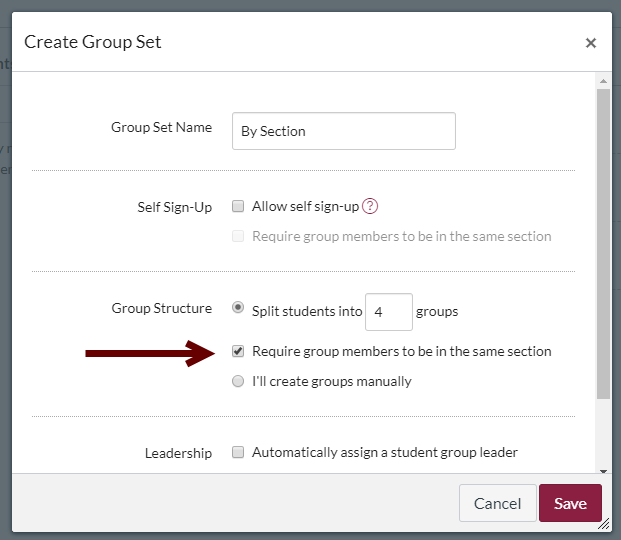 Create Group Set ×
Group Set Name By Section
Self Sign-Up Allow self sign-up ?
Require group members to be in the same section
Group Structure Split students into 4 groups
Require group members to be in the same section
I'll create groups manually
Leadership Automatically assign a student group leader
Cancel Save